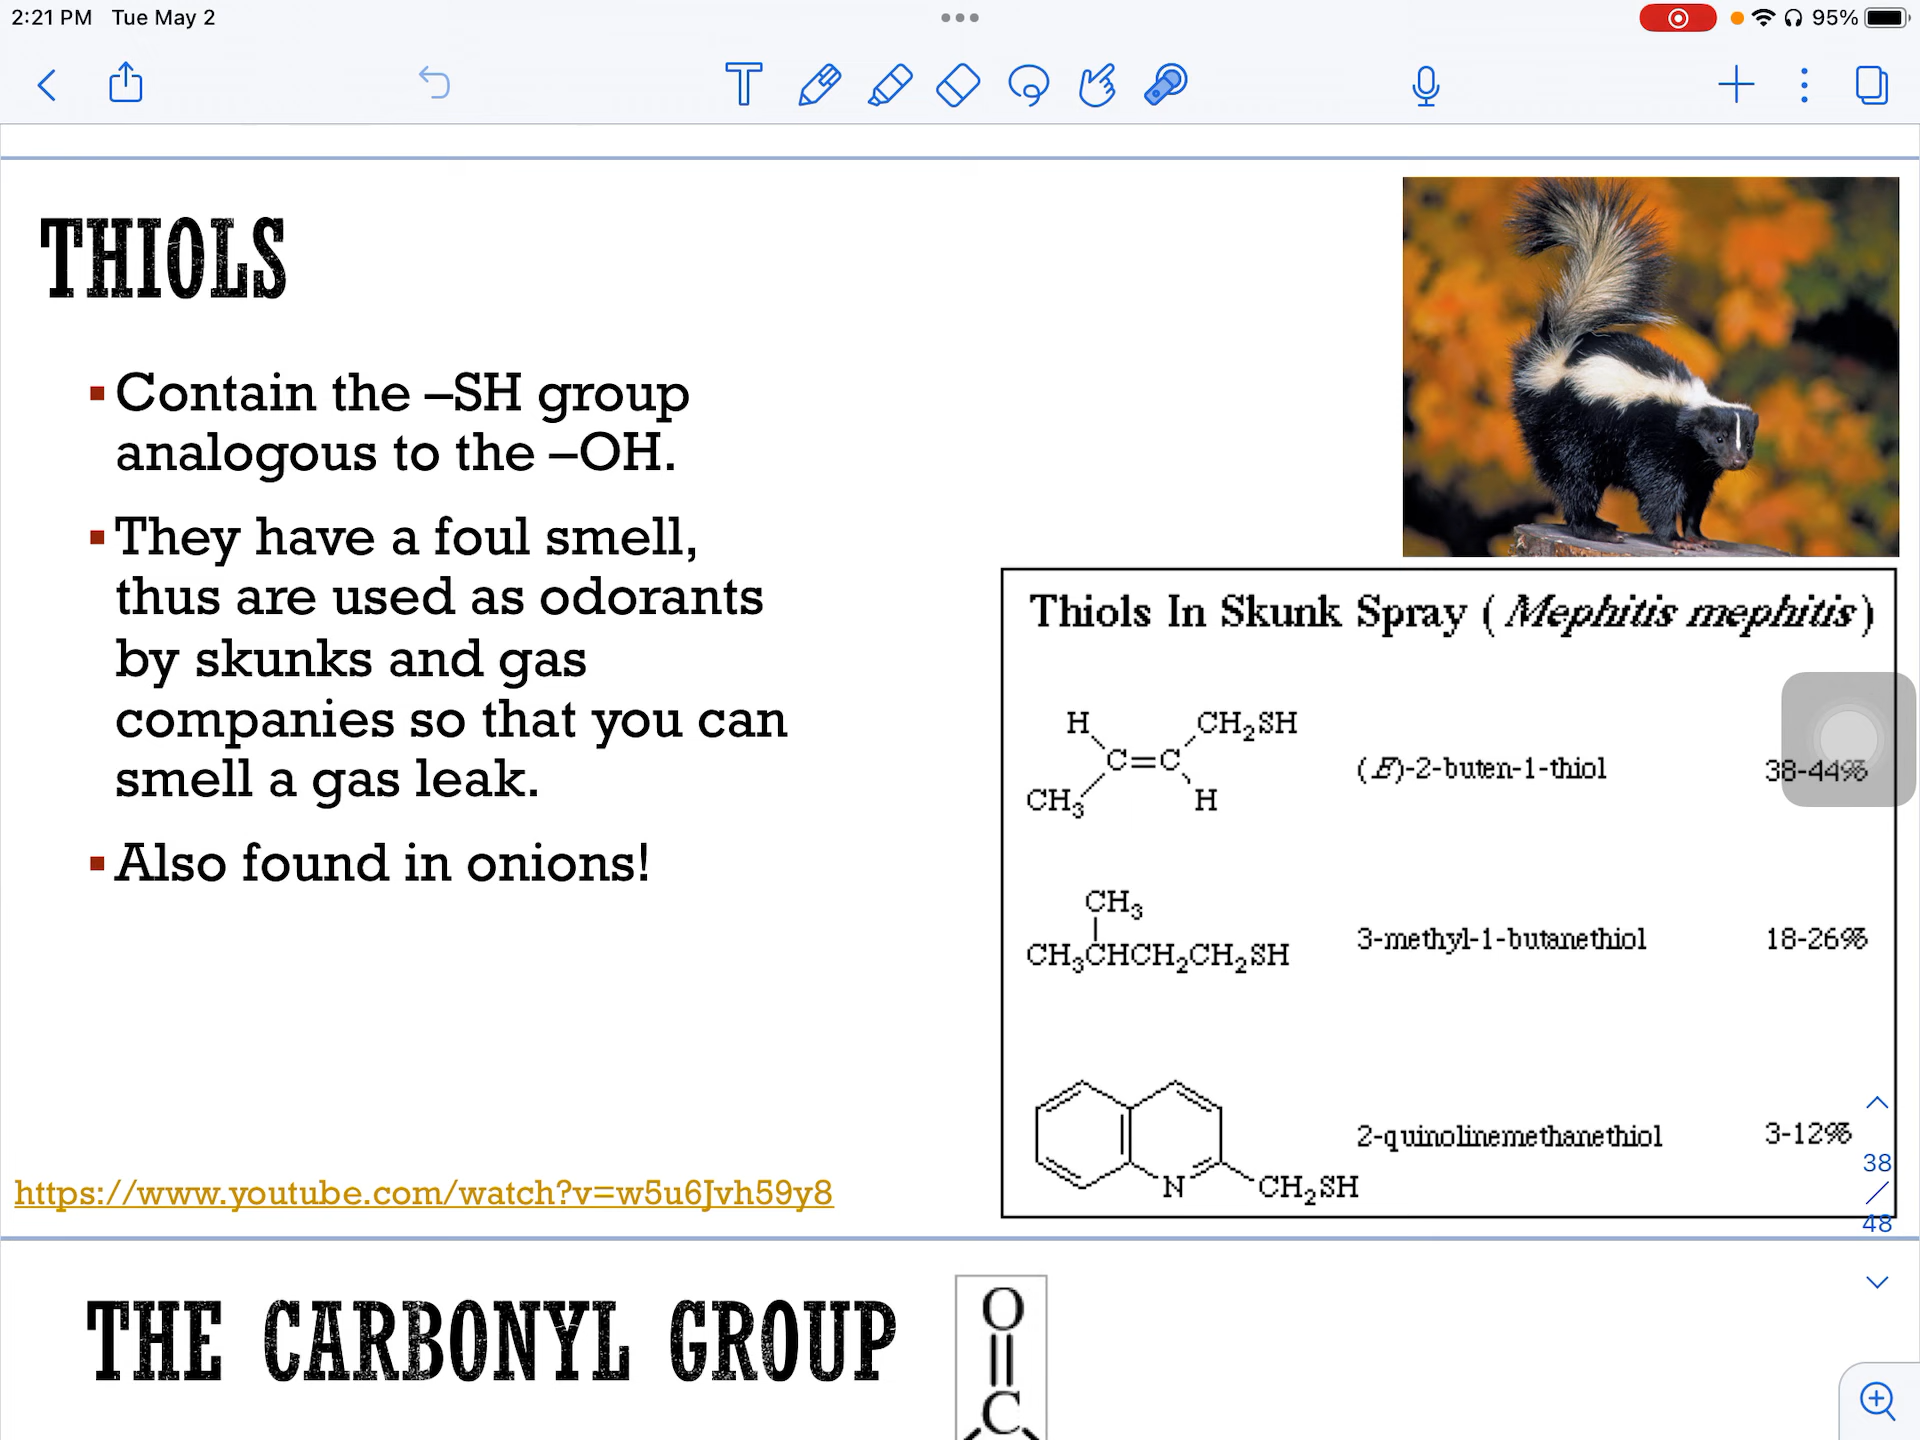 2:21 PM Tue May 2
95%
THIOLS
▪Contain the –SH group
analogous to the –OH.
▪They have a foul smell,
thus are used as odorants
by skunks and gas
companies so that you can
smell a gas leak.
▪Also found in onions!
https://www.youtube.com/watch?v=w5u6Jvh59y8
Thiols In Skunk Spray ( Mephitis mephitis )
H CH₂SH
C=C
CH₃ H
(E)-2-buten-1-thiol 38-44%
CH₃
CH₃CHCH₂CH₂SH 3-methyl-1-butanethiol 18-26%
2-quinolinemethanethiol 3-12%
N CH₂SH
38
/
48
THE CARBONYL GROUP
O
C